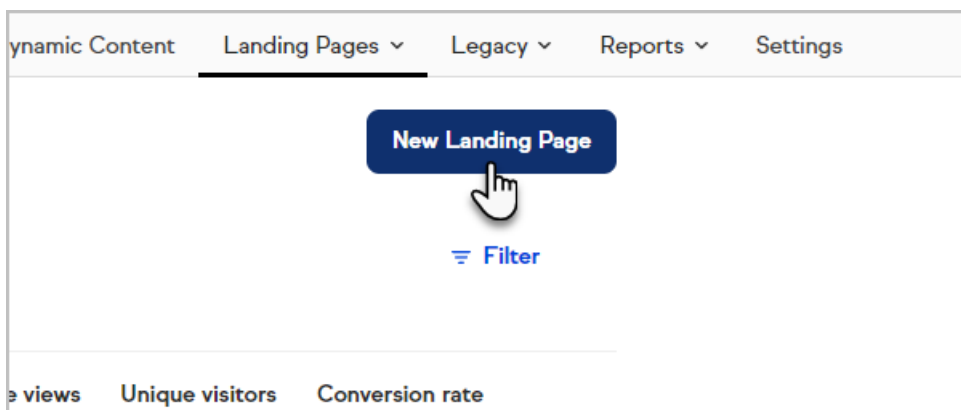 ynamic Content Landing Pages Legacy Reports Settings
New Landing Page
Filter
views Unique visitors Conversion rate